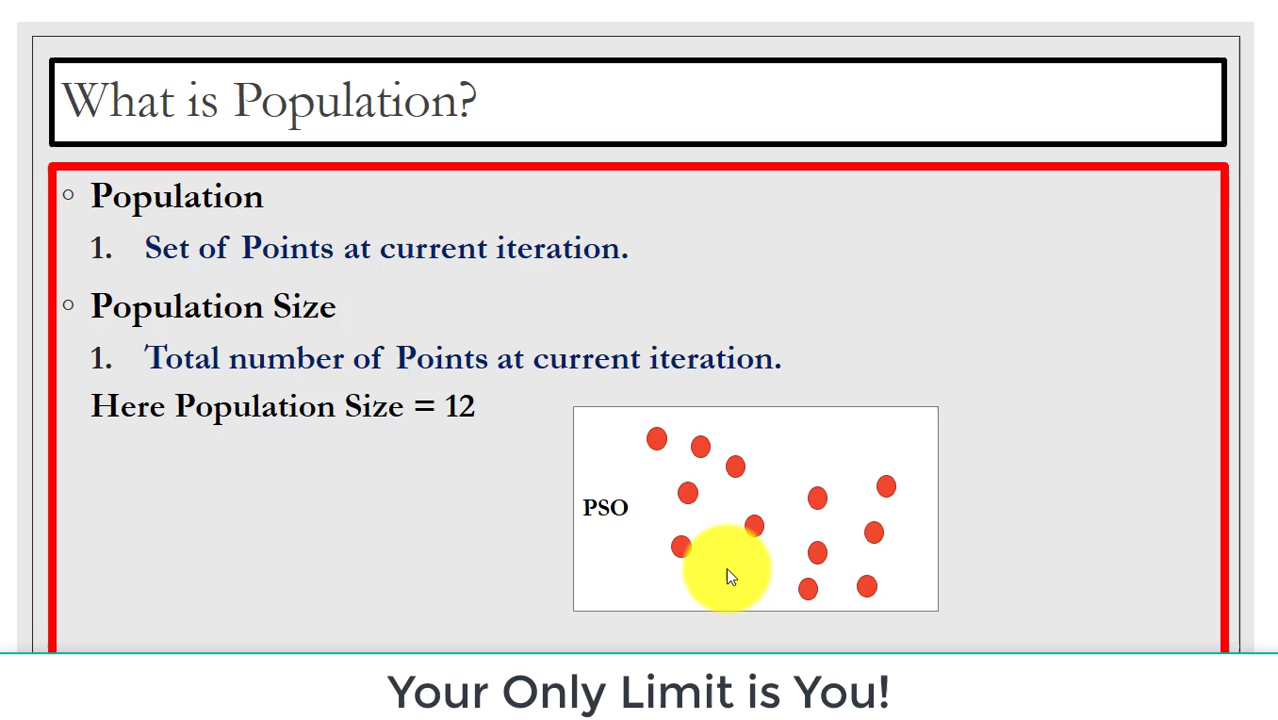 What is Population?
○ Population
1. Set of Points at current iteration.
○ Population Size
1. Total number of Points at current iteration.
Here Population Size = 12
PSO
Your Only Limit is You!